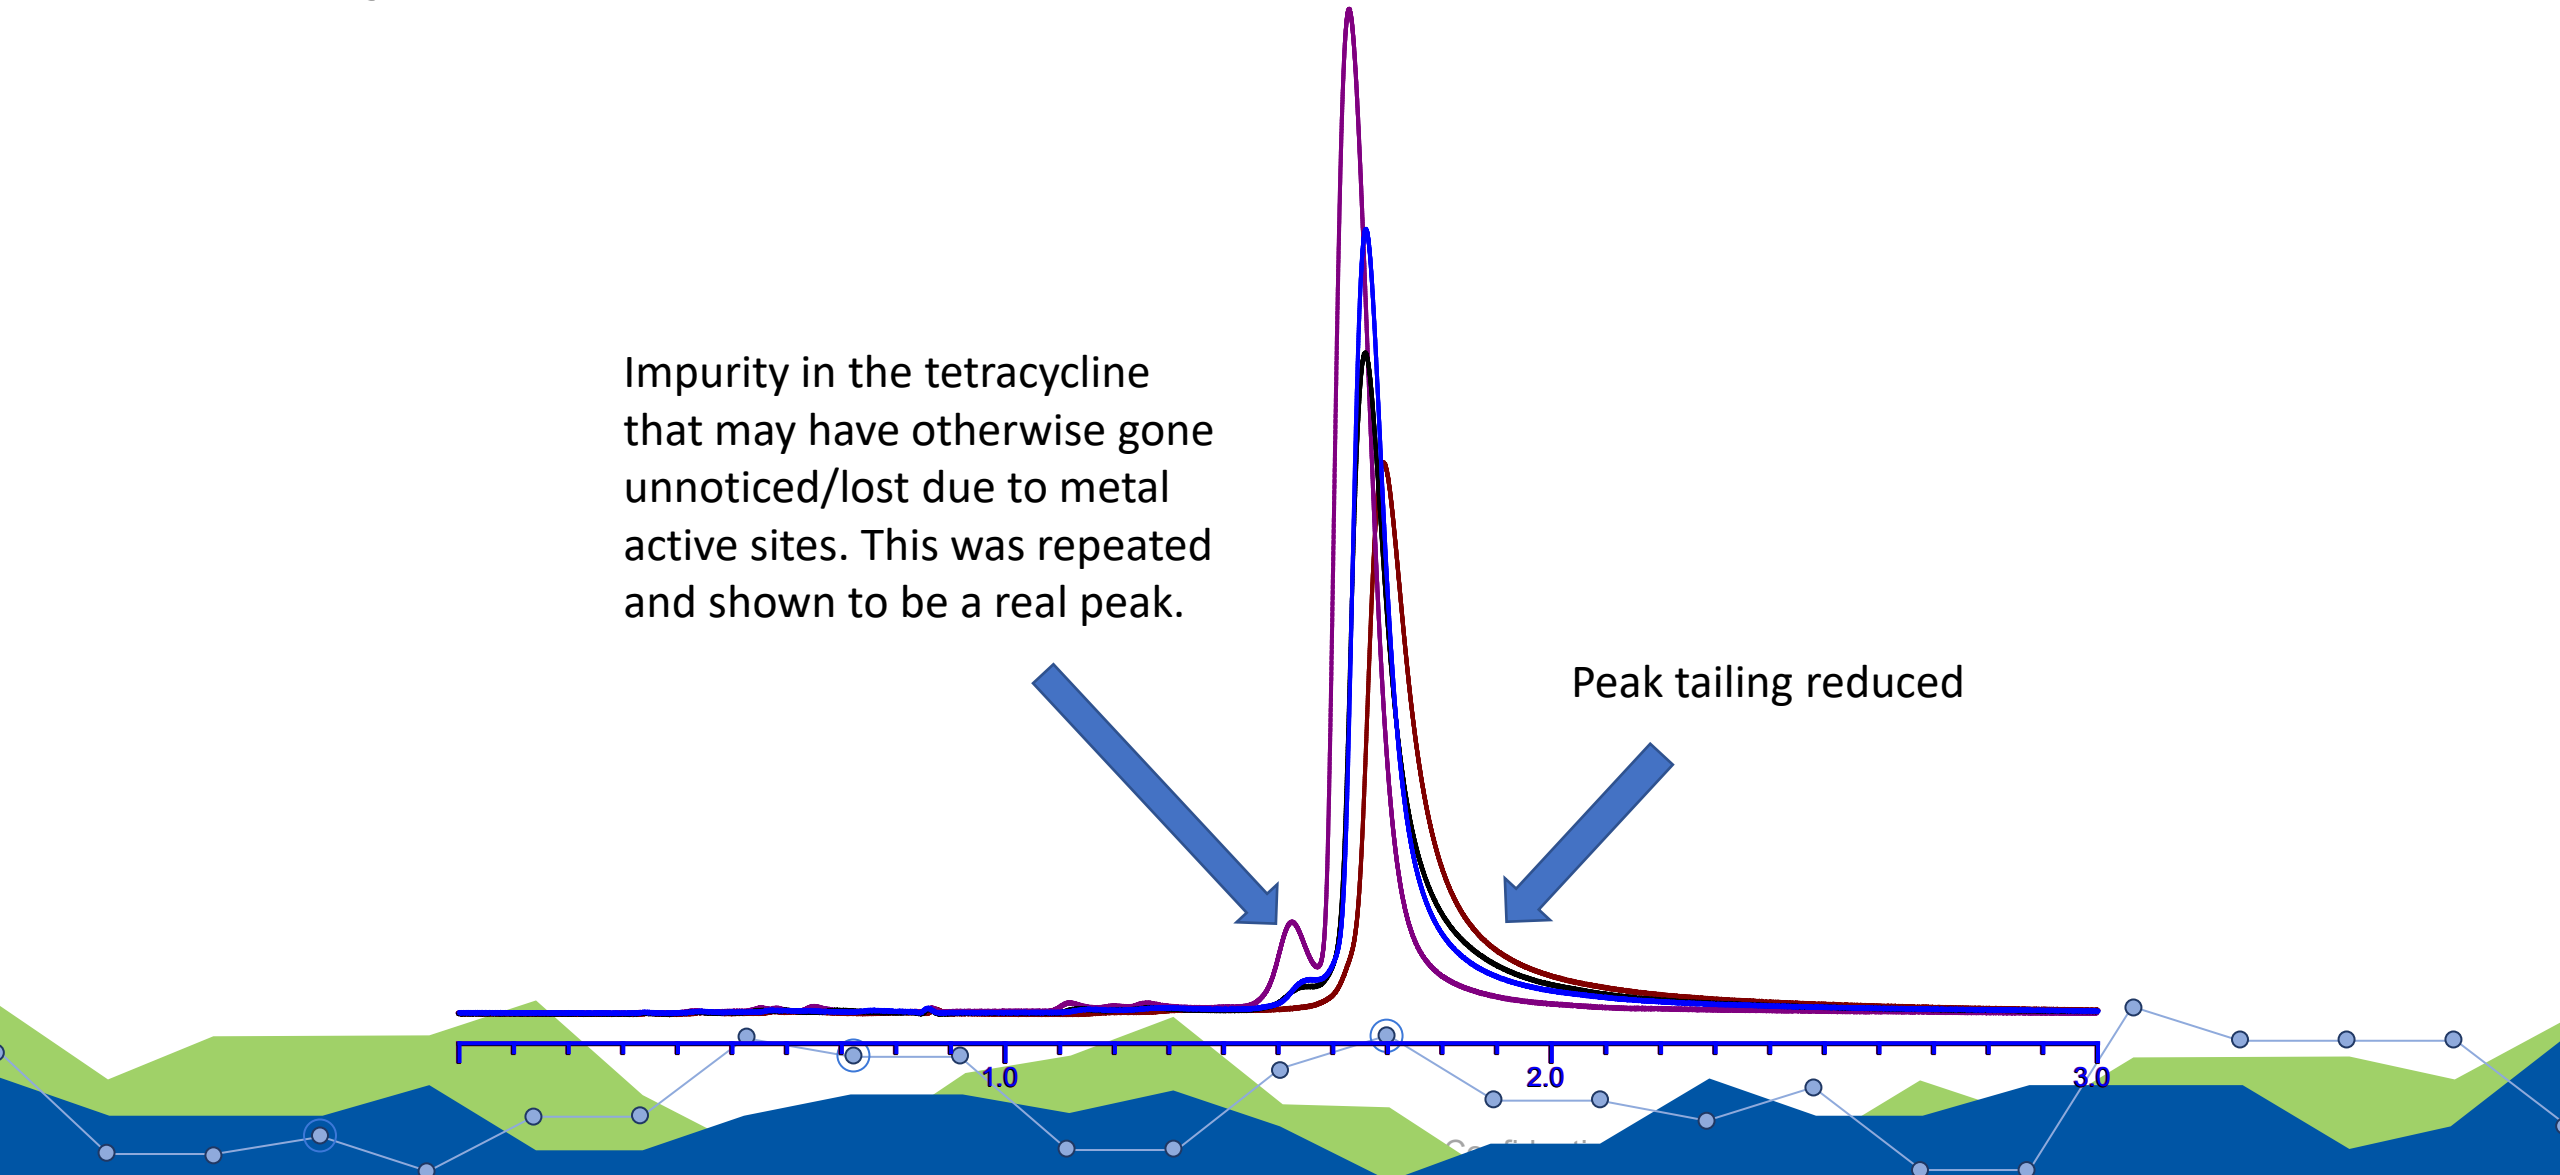 Impurity in the tetracycline
that may have otherwise gone
unnoticed/lost due to metal
active sites. This was repeated
and shown to be a real peak.
Peak tailing reduced
1.0
2.0
3.0